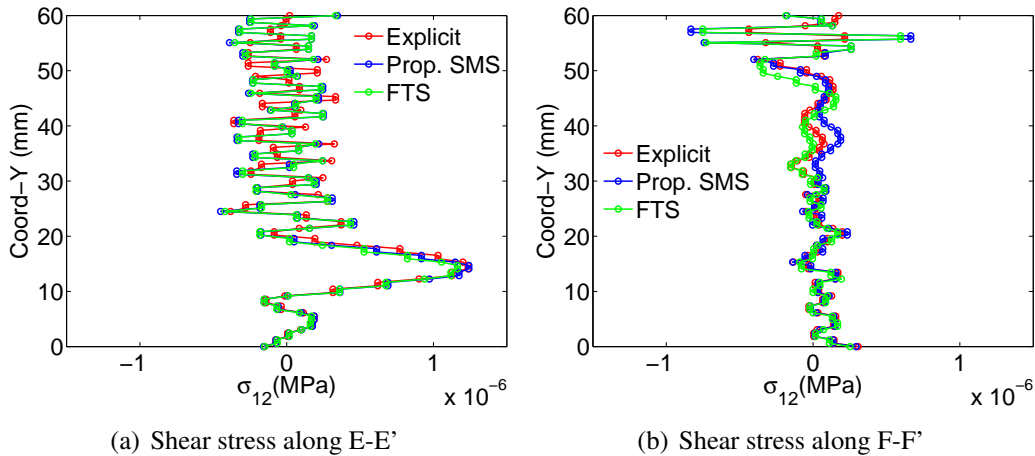 60
50
40
30
20
10
0
Coord-Y (mm)
Explicit
Prop. SMS
FTS
-1
0
1
σ12(MPa)
x 10^-6
(a) Shear stress along E-E'
60
50
40
30
20
10
0
Coord-Y (mm)
Explicit
Prop. SMS
FTS
-1
0
1
σ12(MPa)
x 10^-6
(b) Shear stress along F-F'